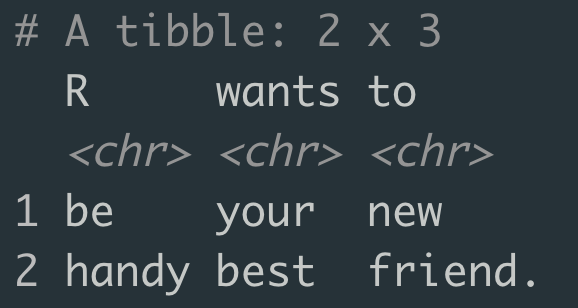 # A tibble: 2 x 3
R wants to
<chr> <chr> <chr>
1 be your new
2 handy best friend.